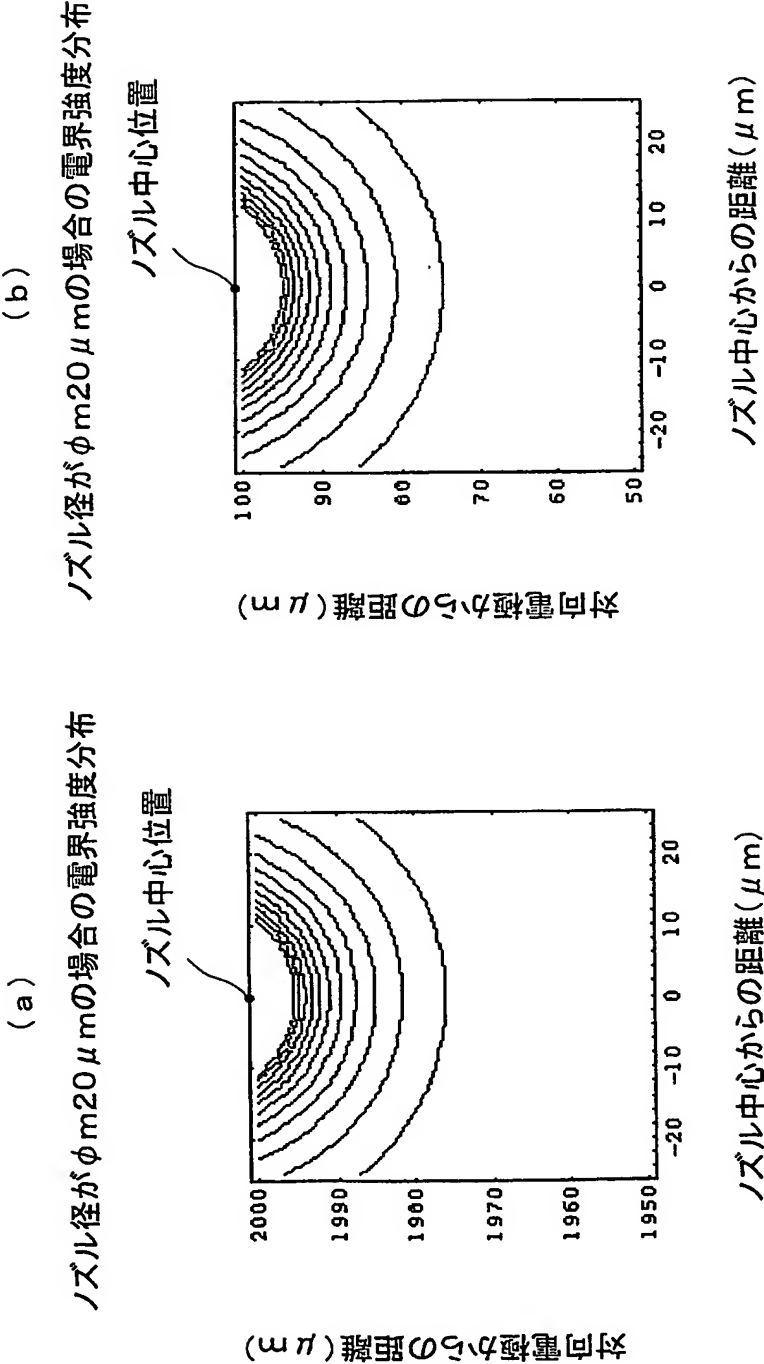 (a)
ノズル径がφm20μmの場合の電界強度分布
ノズル中心位置
対向電極からの距離(μm)
2000
1990
1980
1970
1960
1950
-20
-10
0
10
20
ノズル中心からの距離(μm)
(b)
ノズル径がφm20μmの場合の電界強度分布
ノズル中心位置
対向電極からの距離(μm)
100
90
80
70
60
50
-20
-10
0
10
20
ノズル中心からの距離(μm)